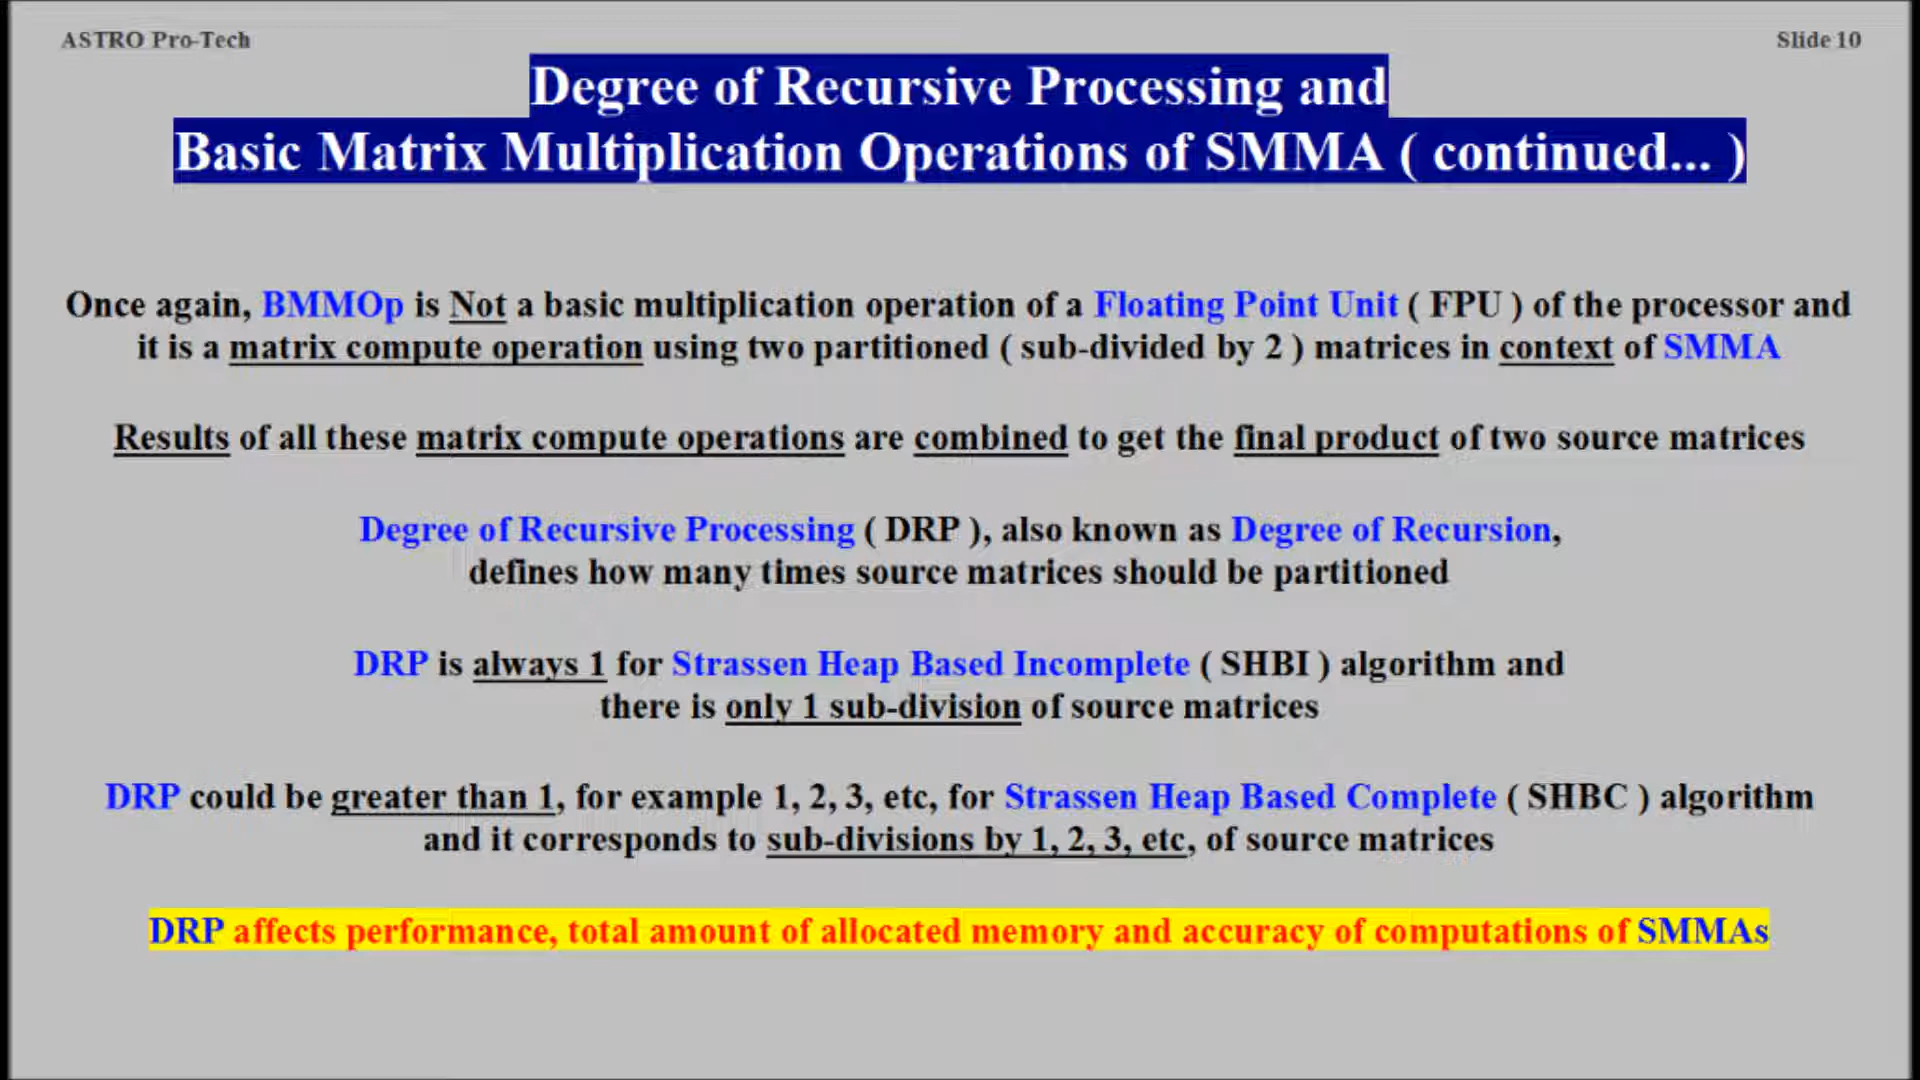 ASTRO Pro-Tech
Slide 10
Degree of Recursive Processing and
Basic Matrix Multiplication Operations of SMMA ( continued... )
Once again, BMMOp is Not a basic multiplication operation of a Floating Point Unit ( FPU ) of the processor and
it is a matrix compute operation using two partitioned ( sub-divided by 2 ) matrices in context of SMMA
Results of all these matrix compute operations are combined to get the final product of two source matrices
Degree of Recursive Processing ( DRP ), also known as Degree of Recursion,
defines how many times source matrices should be partitioned
DRP is always 1 for Strassen Heap Based Incomplete ( SHBI ) algorithm and
there is only 1 sub-division of source matrices
DRP could be greater than 1, for example 1, 2, 3, etc, for Strassen Heap Based Complete ( SHBC ) algorithm
and it corresponds to sub-divisions by 1, 2, 3, etc, of source matrices
DRP affects performance, total amount of allocated memory and accuracy of computations of SMMAs